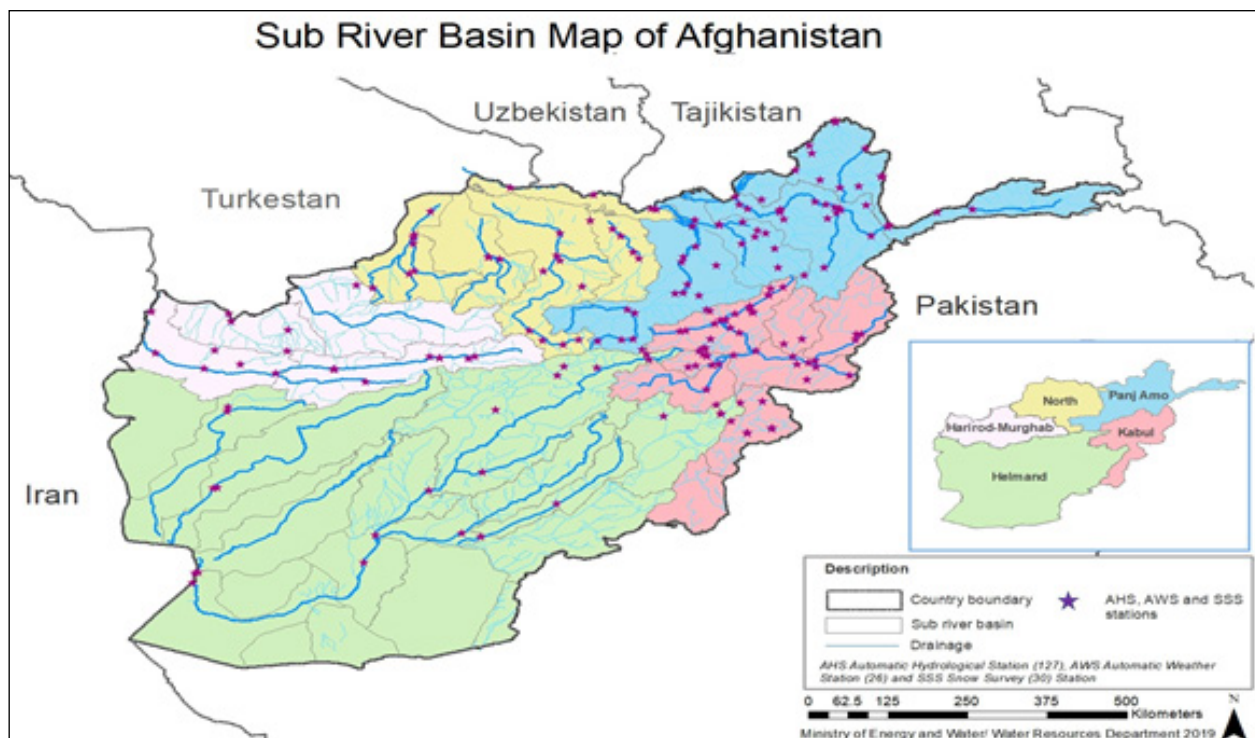 Sub River Basin Map of Afghanistan
Uzbekistan
Tajikistan
Turkestan
Pakistan
Iran
North
Panj Amo
Harirod-Murghab
Kabul
Helmand
Description
Country boundary
AHS, AWS and SSS
stations
Sub river basin
Drainage
AHS Automatic Hydrological Station (127), AWS Automatic Weather
Station (26) and SSS Snow Survey (30) Station
0 62.5 125 250 375 500
Kilometers
N
Ministry of Energy and Water/ Water Resources Department 2019